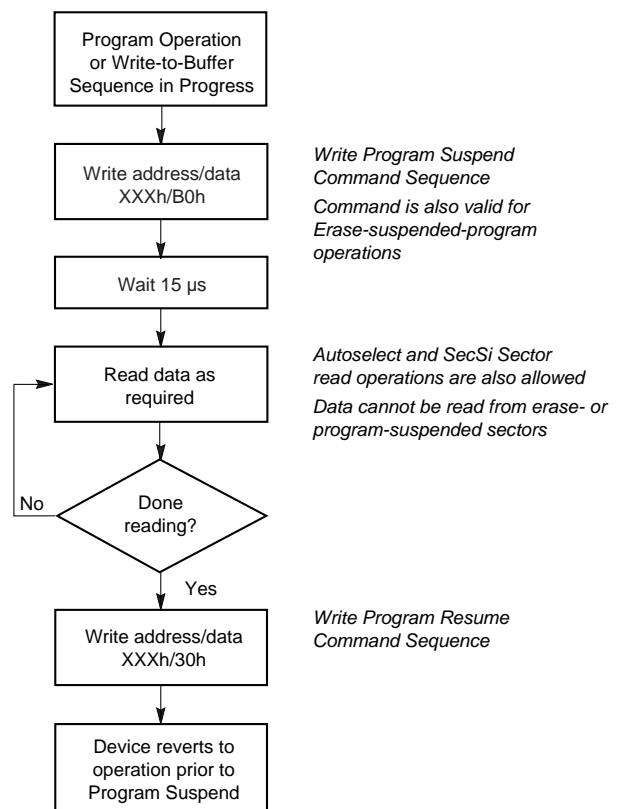 Program Operation
or Write-to-Buffer
Sequence in Progress
Write address/data
XXXh/B0h
Write Program Suspend
Command Sequence
Command is also valid for
Erase-suspended-program
operations
Wait 15 μs
Read data as
required
Autoselect and SecSi Sector
read operations are also allowed
Data cannot be read from erase- or
program-suspended sectors
No
Done
reading?
Yes
Write address/data
XXXh/30h
Write Program Resume
Command Sequence
Device reverts to
operation prior to
Program Suspend